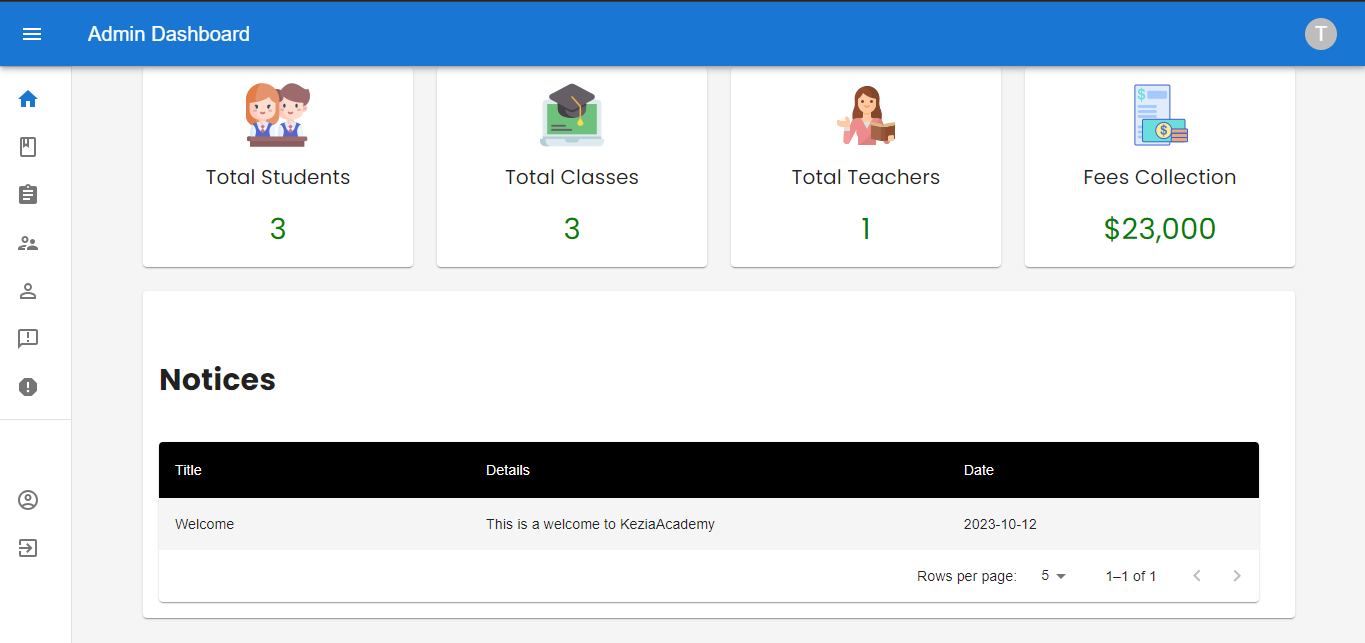 Admin Dashboard
T
Total Students
Total Classes
Total Teachers
Fees Collection
3
3
1
$23,000
Notices
Title Details Date
Welcome This is a welcome to KeziaAcademy 2023-10-12
Rows per page: 5 1–1 of 1